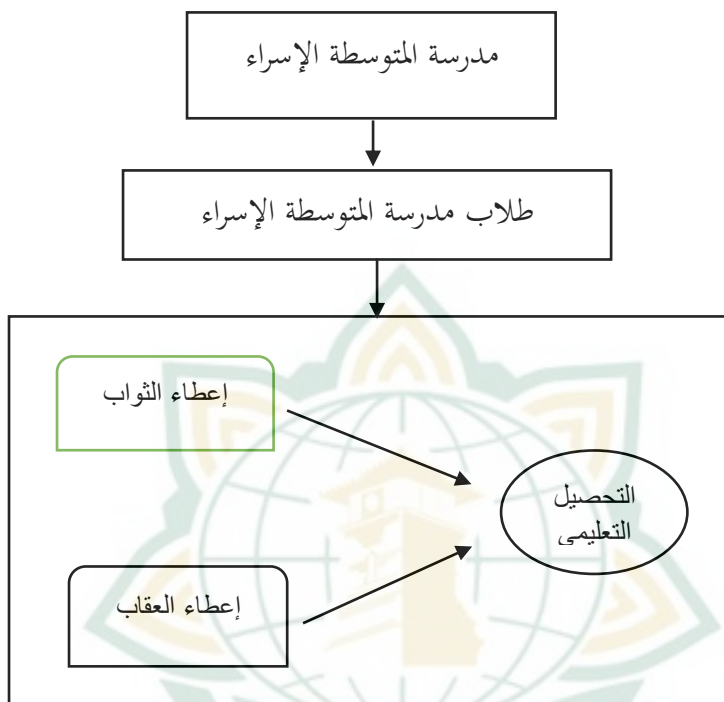 مدرسة المتوسطة الإسراء
طلاب مدرسة المتوسطة الإسراء
إعطاء الثواب
التحصيل
التعليمى
إعطاء العقاب